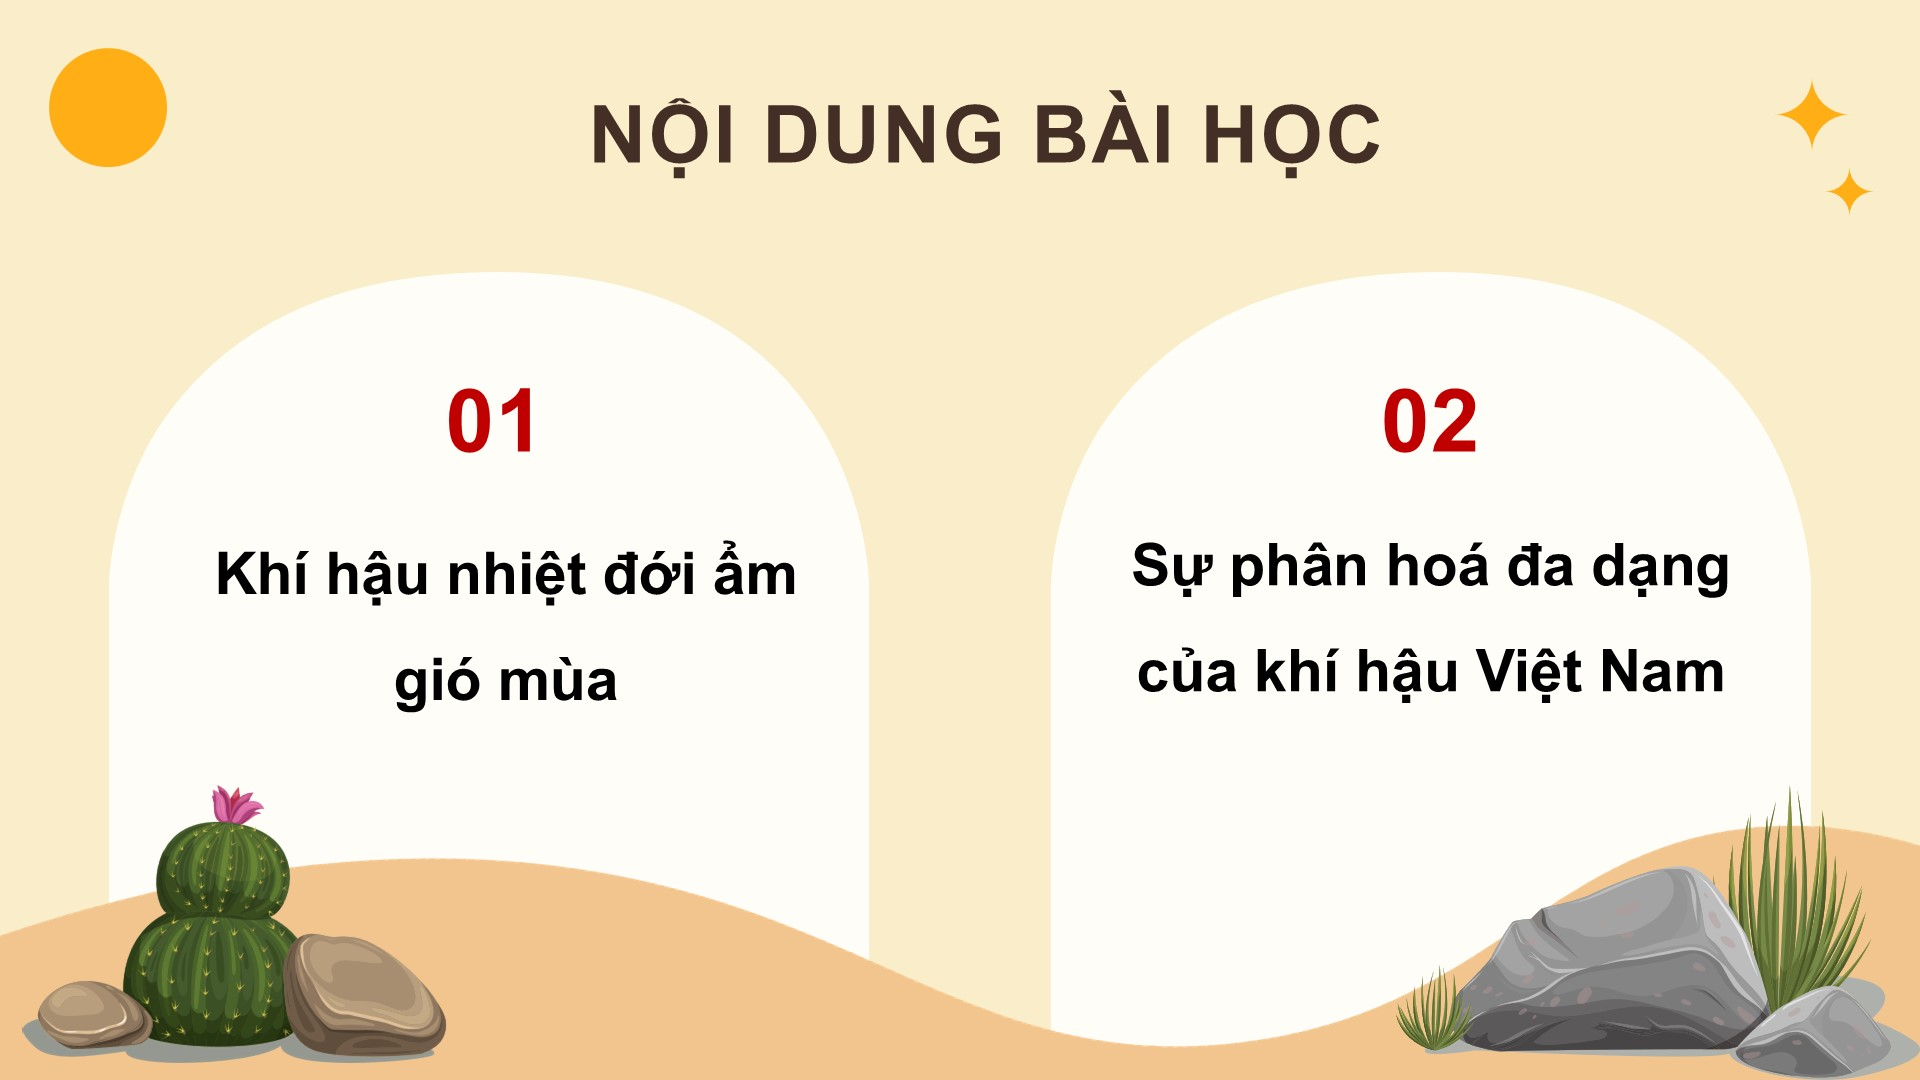 NỘI DUNG BÀI HỌC
01
Khí hậu nhiệt đới ẩm
gió mùa
02
Sự phân hoá đa dạng
của khí hậu Việt Nam